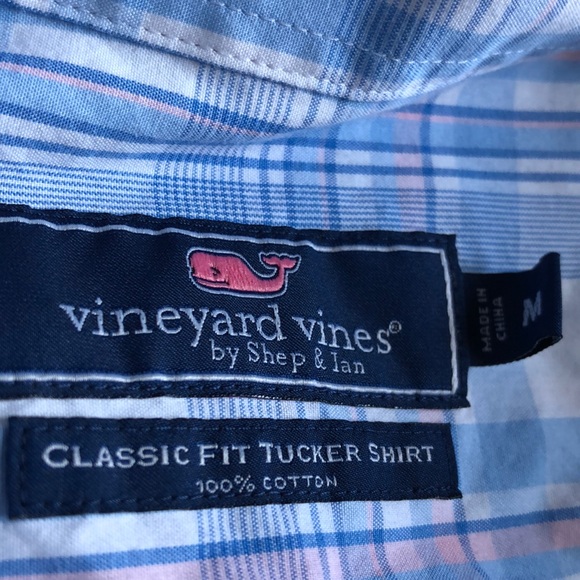 vineyard vines®
by Shep & Ian
MADE IN
CHINA
M
CLASSIC FIT TUCKER SHIRT
100% COTTON